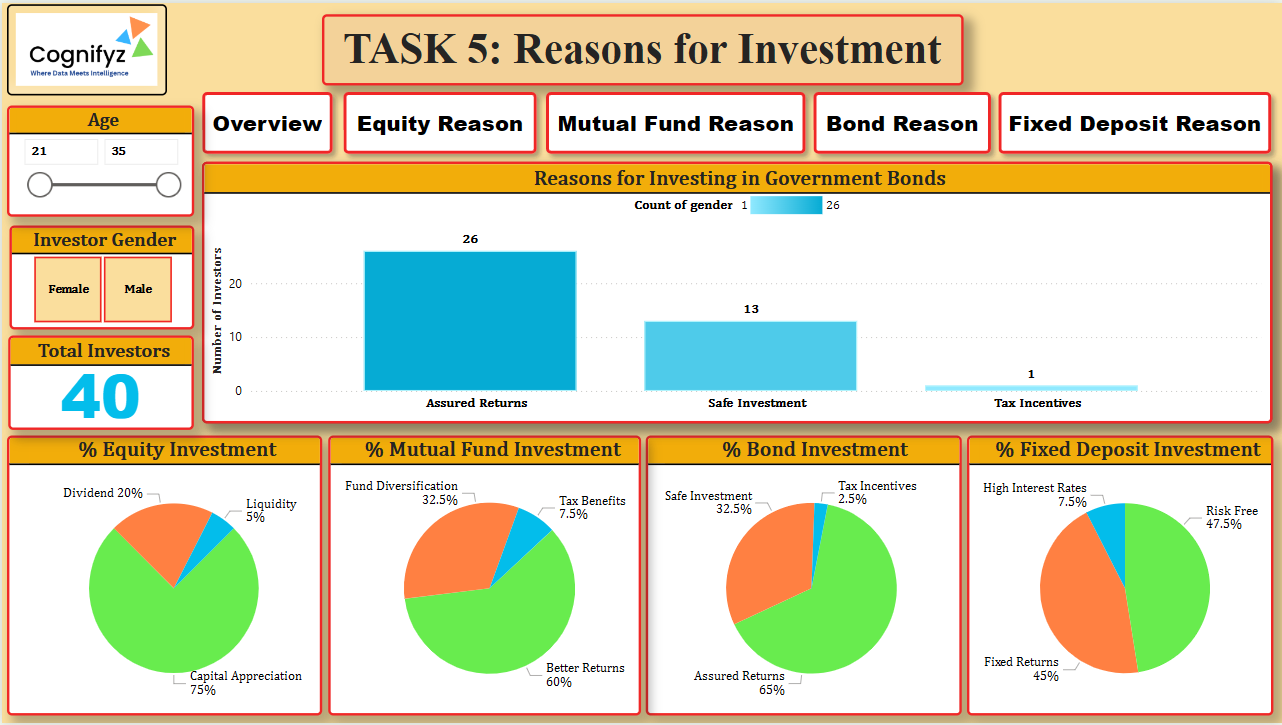 Cognifyz
Where Data Meets Intelligence
TASK 5: Reasons for Investment
Overview
Equity Reason
Mutual Fund Reason
Bond Reason
Fixed Deposit Reason
Age
21
35
Investor Gender
Female
Male
Total Investors
40
Reasons for Investing in Government Bonds
Count of gender 1 26
Number of Investors
20
10
0
26
13
1
Assured Returns
Safe Investment
Tax Incentives
% Equity Investment
Dividend 20%
Liquidity
5%
Capital Appreciation
75%
% Mutual Fund Investment
Fund Diversification
32.5%
Tax Benefits
7.5%
Better Returns
60%
% Bond Investment
Safe Investment
32.5%
Tax Incentives
2.5%
Assured Returns
65%
% Fixed Deposit Investment
High Interest Rates
7.5%
Risk Free
47.5%
Fixed Returns
45%